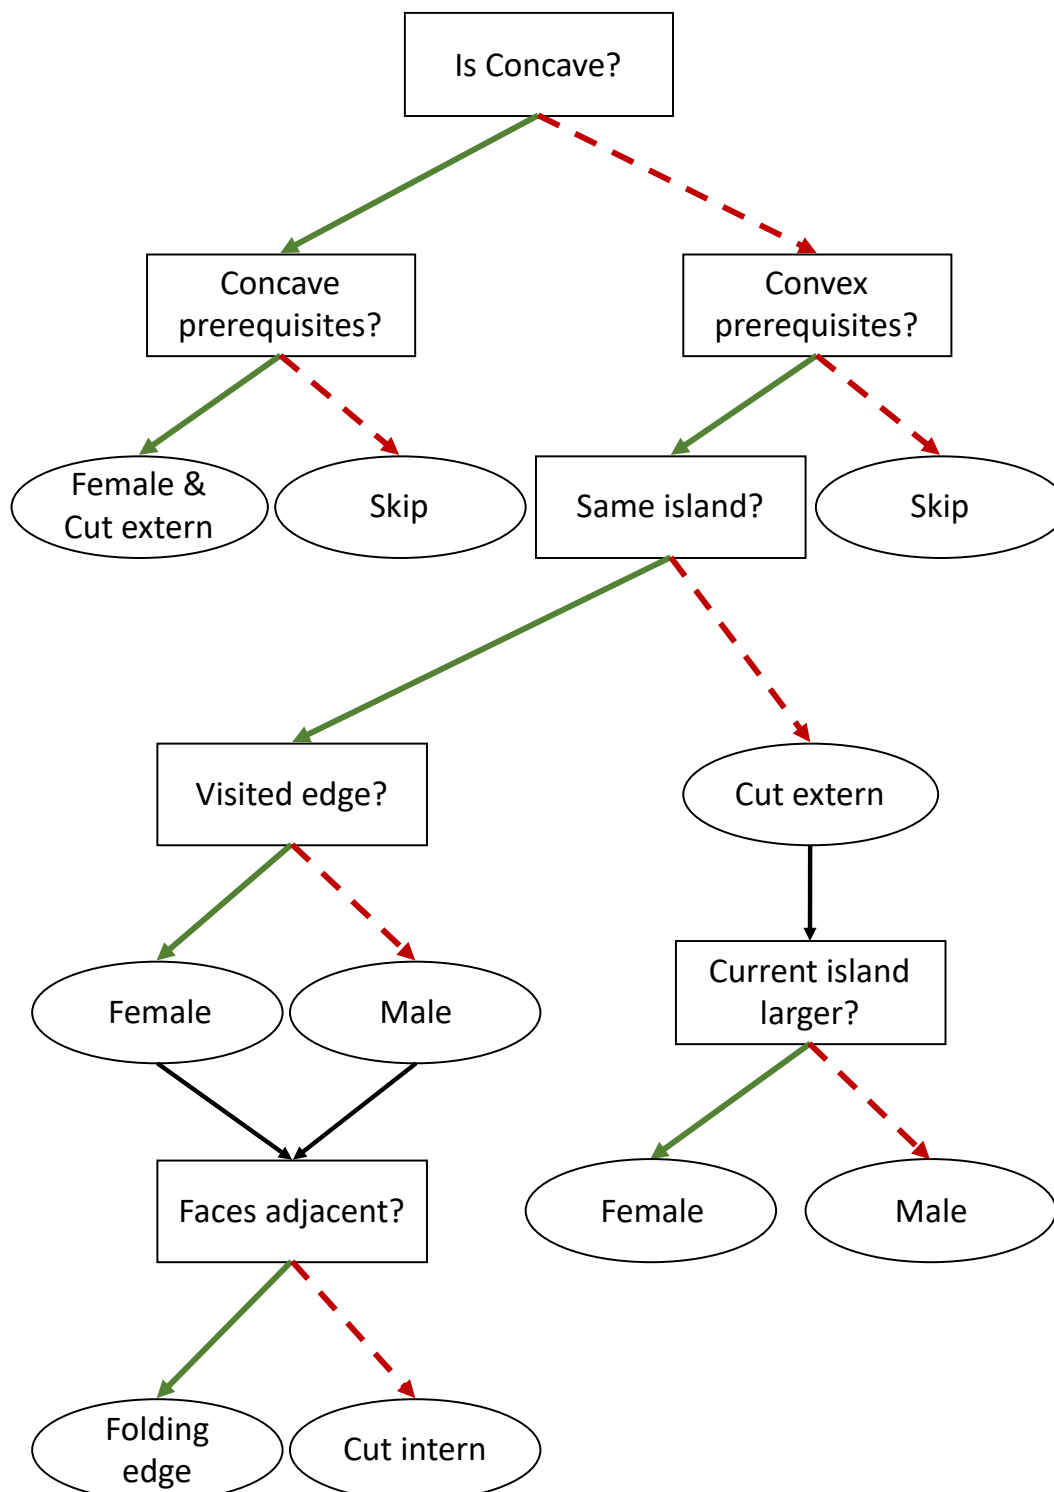 Is Concave?
Concave
prerequisites?
Convex
prerequisites?
Female &
Cut extern
Skip
Same island?
Skip
Visited edge?
Cut extern
Female
Male
Current island
larger?
Faces adjacent?
Female
Male
Folding
edge
Cut intern